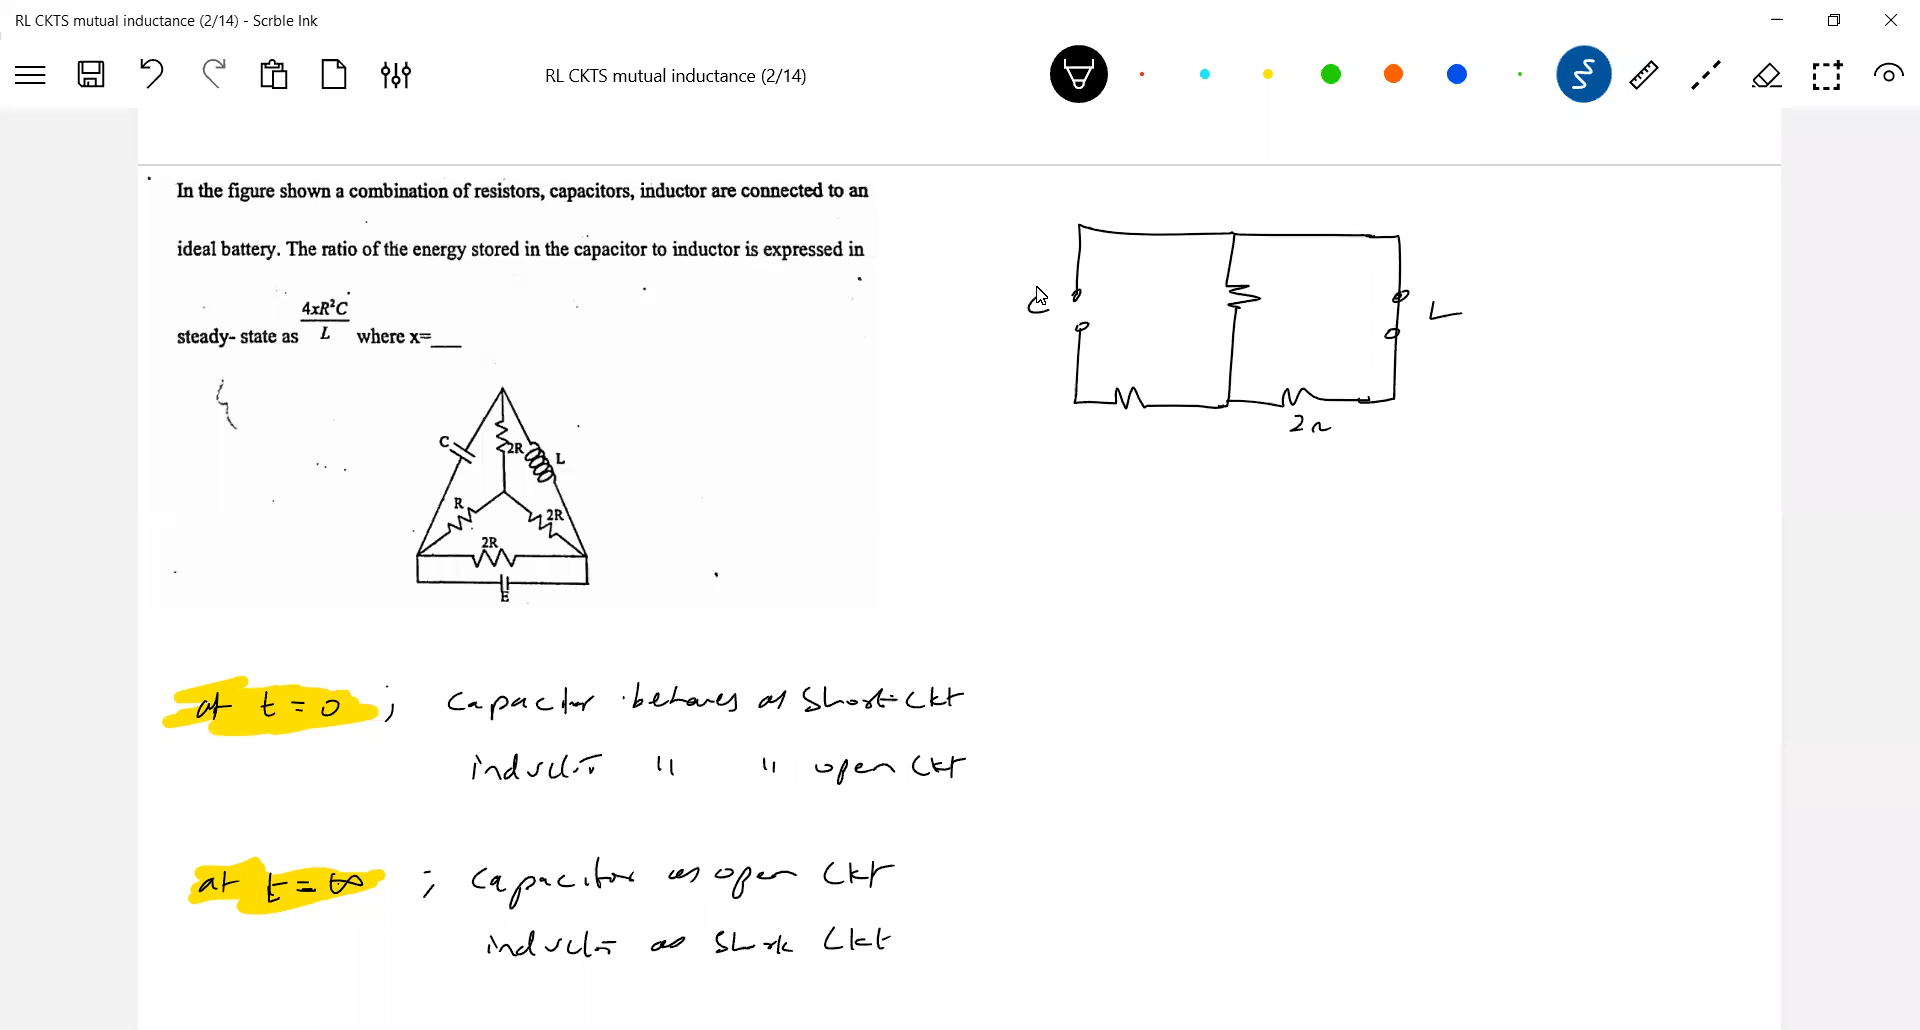 RL CKTS mutual inductance (2/14) - Scrble Ink
RL CKTS mutual inductance (2/14)
In the figure shown a combination of resistors, capacitors, inductor are connected to an
ideal battery. The ratio of the energy stored in the capacitor to inductor is expressed in
steady- state as 4xR²C/L where x=___
C
2R
L
R
2R
2R
E
C
L
2r
at t = 0 ; Capacitor behaves as Short Ckt
inductor " " open Ckt
at t = ∞ ; Capacitor as open Ckt
inductor as Short Ckt